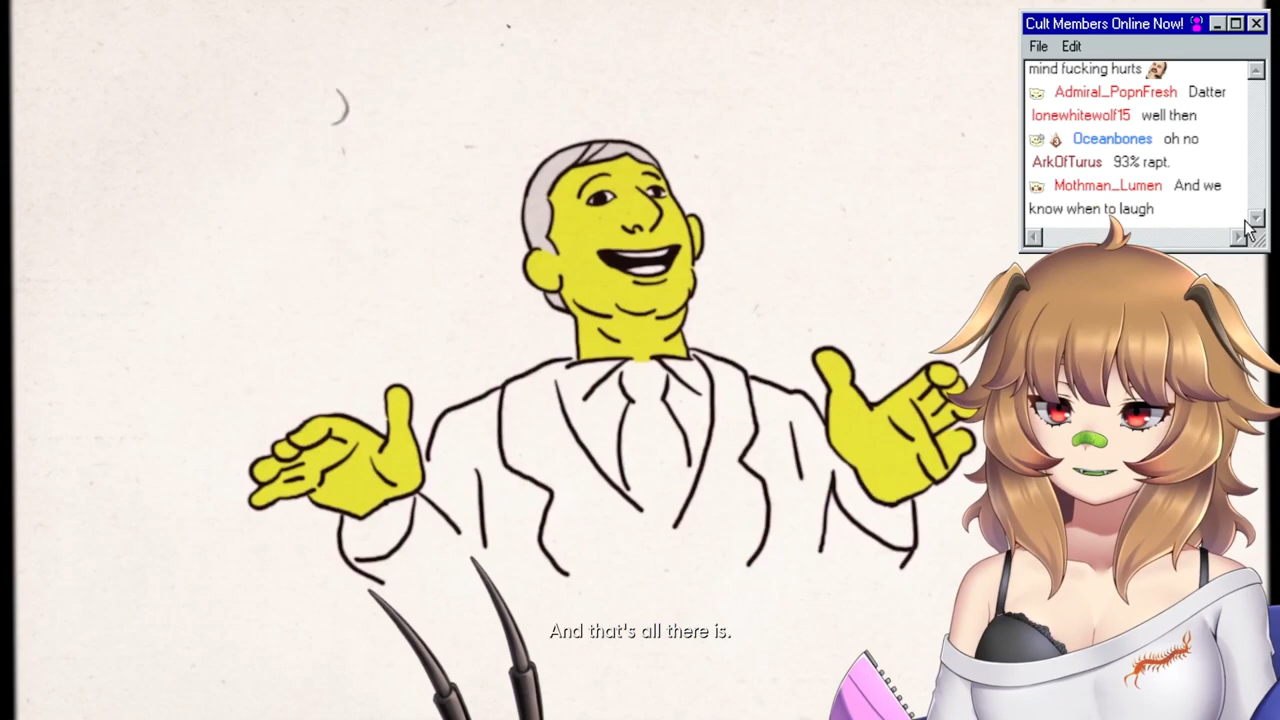 Cult Members Online Now!
File Edit
mind fucking hurts
Admiral_PopnFresh Datter
lonewhitewolf15 well then
Oceanbones oh no
ArkOfTurus 93% rapt.
Mothman_Lumen And we
know when to laugh
And that's all there is.